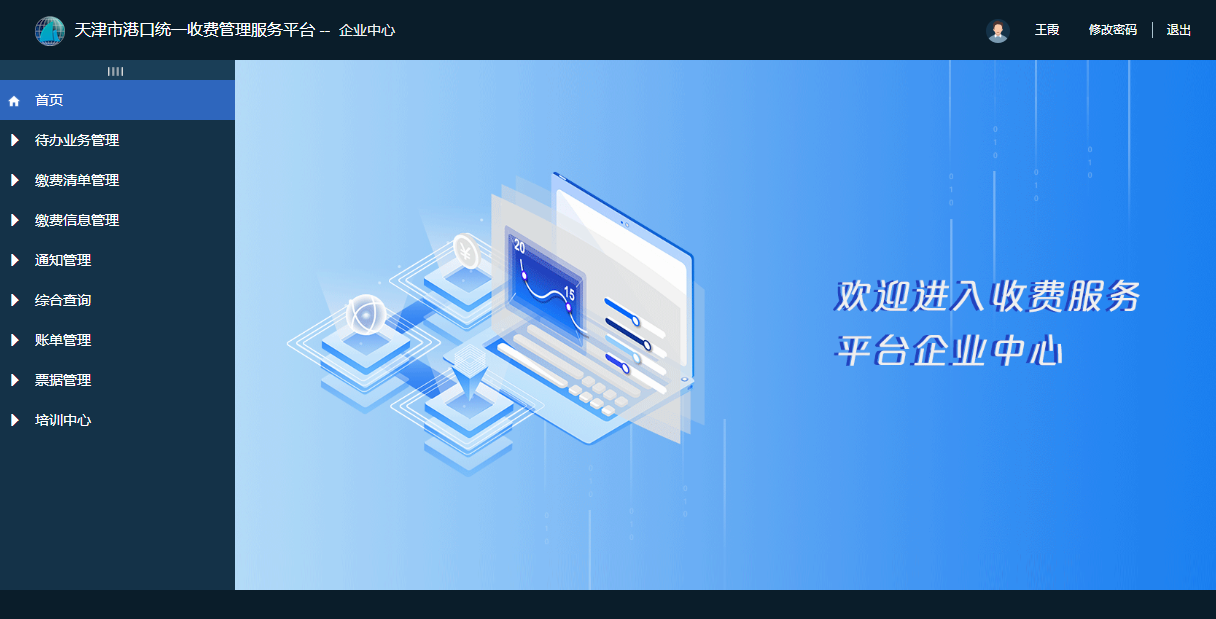 天津市港口统一收费管理服务平台 -- 企业中心
王霞 修改密码 退出
首页
待办业务管理
缴费清单管理
缴费信息管理
通知管理
综合查询
账单管理
票据管理
培训中心
20
15
¥
欢迎进入收费服务
平台企业中心